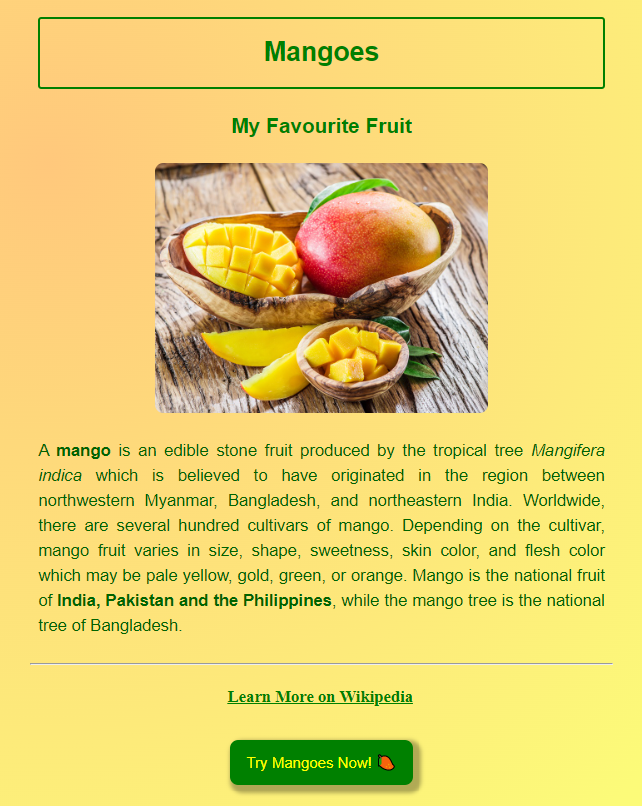 Mangoes
My Favourite Fruit
A mango is an edible stone fruit produced by the tropical tree Mangifera
indica which is believed to have originated in the region between
northwestern Myanmar, Bangladesh, and northeastern India. Worldwide,
there are several hundred cultivars of mango. Depending on the cultivar,
mango fruit varies in size, shape, sweetness, skin color, and flesh color
which may be pale yellow, gold, green, or orange. Mango is the national fruit
of India, Pakistan and the Philippines, while the mango tree is the national
tree of Bangladesh.
Learn More on Wikipedia
Try Mangoes Now! 🥭